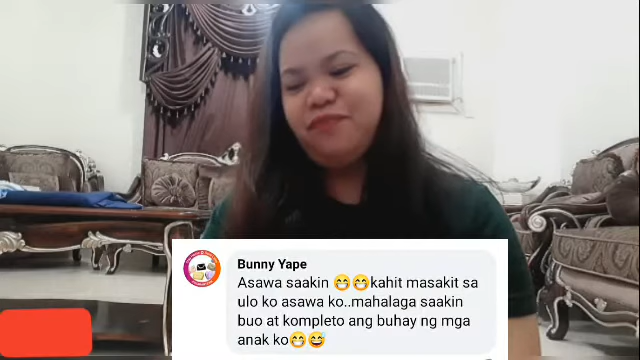 Bunny Yape
Asawa saakin 😁😁kahit masakit sa
ulo ko asawa ko..mahalaga saakin
buo at kompleto ang buhay ng mga
anak ko😁😅